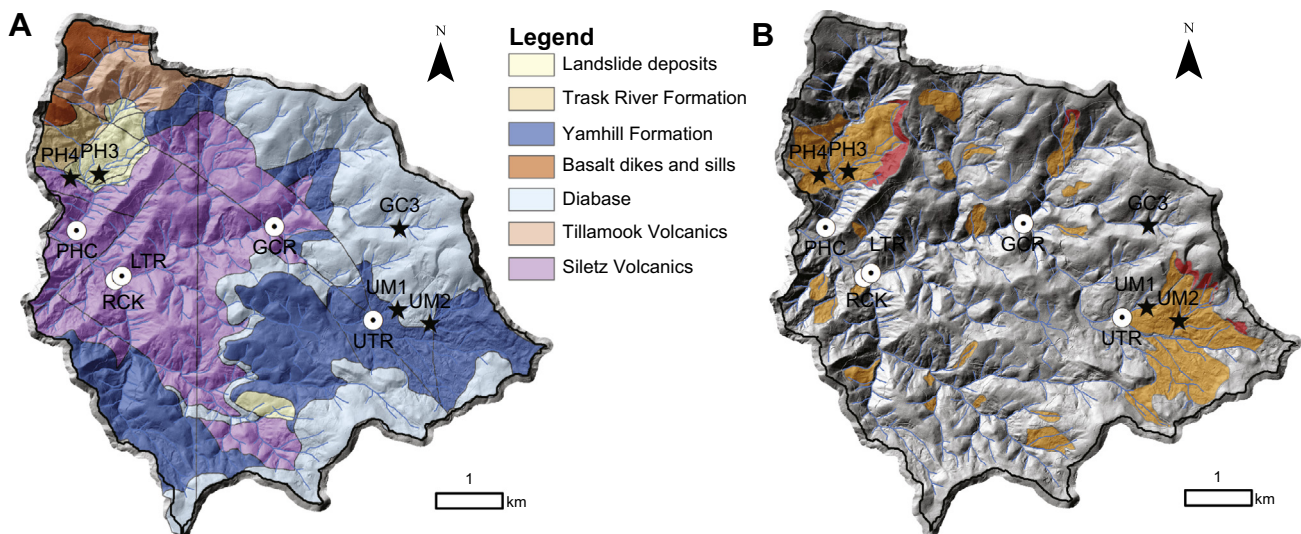 A
N
Legend
Landslide deposits
Trask River Formation
Yamhill Formation
Basalt dikes and sills
Diabase
Tillamook Volcanics
Siletz Volcanics
PH4 PH3
GC3
PHC
GCR
LTR
RCK
UM1
UM2
UTR
1
km
B
N
PH4 PH3
GC3
PHC
GCR
LTR
RCK
UM1
UM2
UTR
1
km